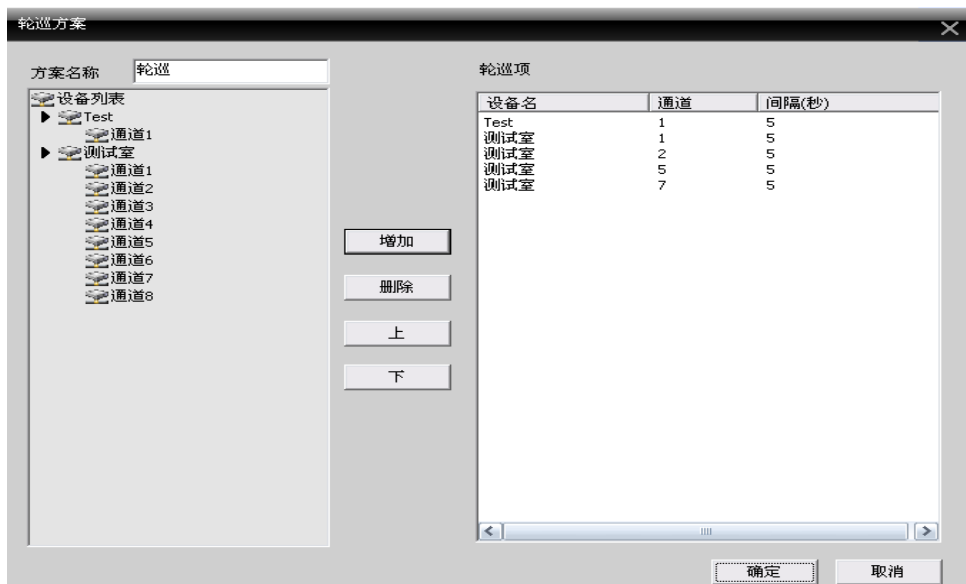 轮巡方案
方案名称 轮巡
设备列表
Test
通道1
测试室
通道1
通道2
通道3
通道4
通道5
通道6
通道7
通道8
增加
删除
上
下
轮巡项
设备名 通道 间隔(秒)
Test 1 5
测试室 1 5
测试室 2 5
测试室 5 5
测试室 7 5
确定 取消